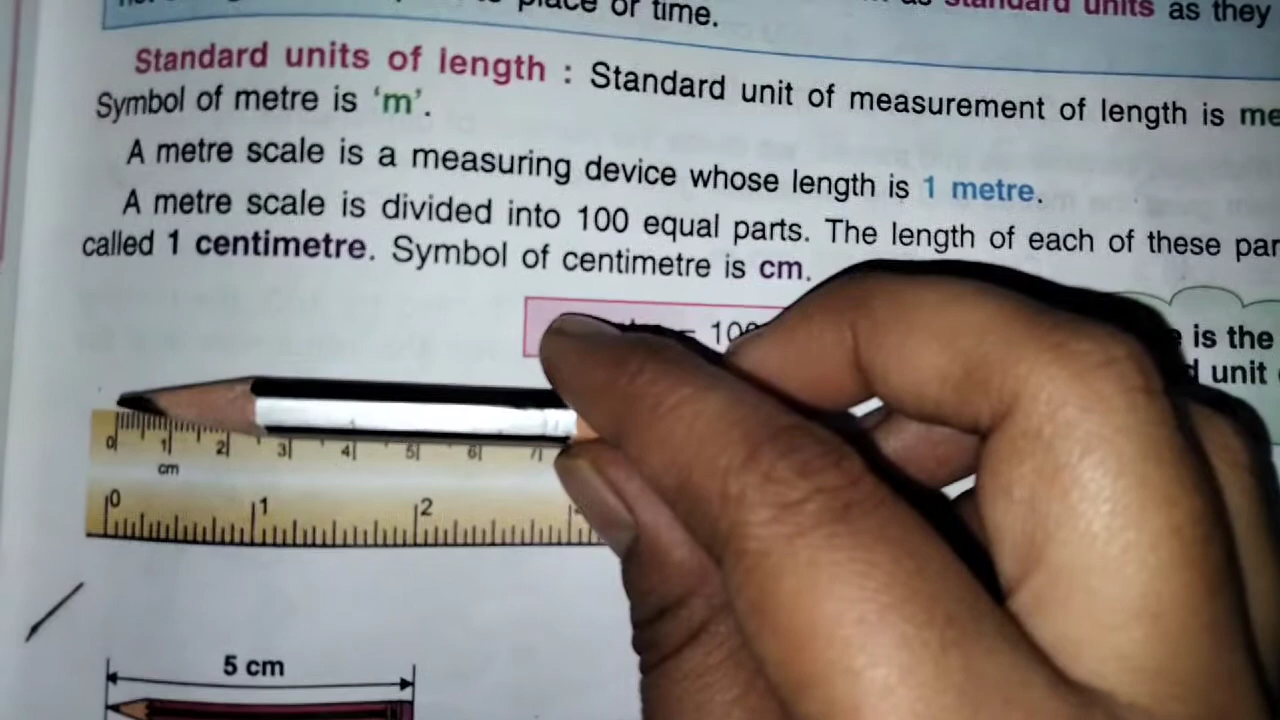 place or time.
standard units as they
Standard units of length : Standard unit of measurement of length is
Symbol of metre is ‘m’.
A metre scale is a measuring device whose length is 1 metre.
A metre scale is divided into 100 equal parts. The length of each of these
called 1 centimetre. Symbol of centimetre is cm.
is the
unit
0 1 2 3 4 5 6 7
cm
0 1 2
5 cm